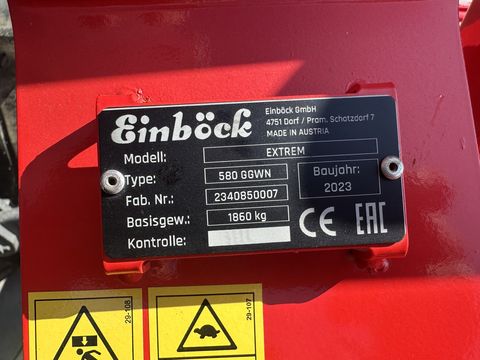 Einböck
Einböck GmbH
4751 Dorf / Pram, Schatzdorf 7
MADE IN AUSTRIA
Modell: EXTREM
Type: 580 GGWN
Baujahr: 2023
Fab. Nr.: 2340850007
Basisgew.: 1860 kg
Kontrolle:
CE EAC
29-108
29-107